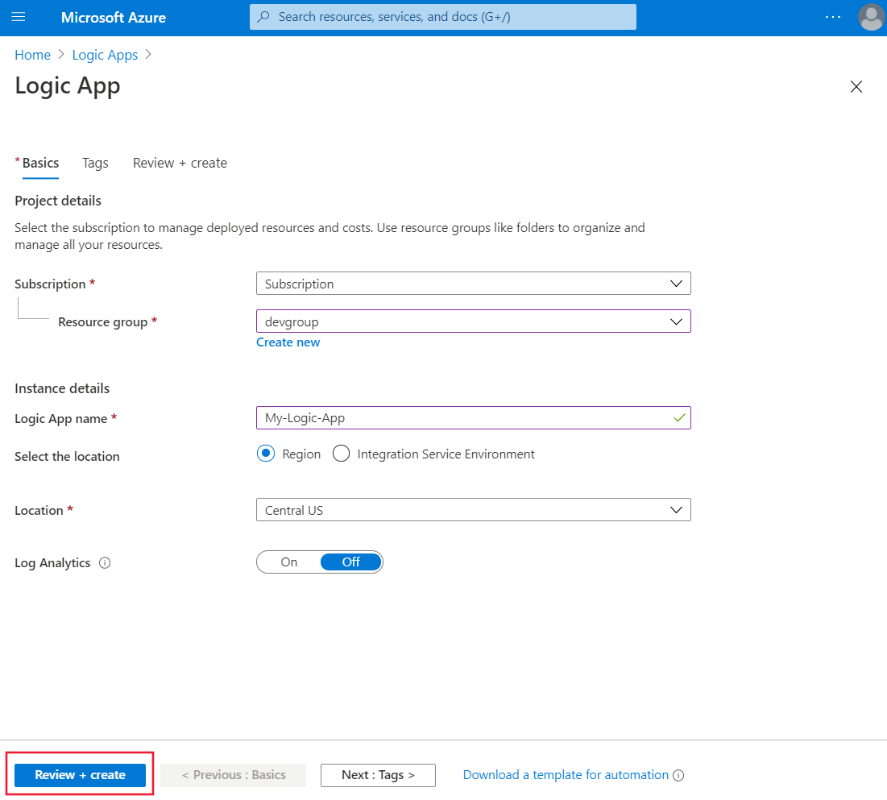 Microsoft Azure
Search resources, services, and docs (G+/)
...
Home > Logic Apps >
Logic App
* Basics Tags Review + create
Project details
Select the subscription to manage deployed resources and costs. Use resource groups like folders to organize and
manage all your resources.
Subscription * Subscription
Resource group * devgroup
Create new
Instance details
Logic App name * My-Logic-App
Select the location Region Integration Service Environment
Location * Central US
Log Analytics On Off
Review + create < Previous : Basics Next : Tags > Download a template for automation